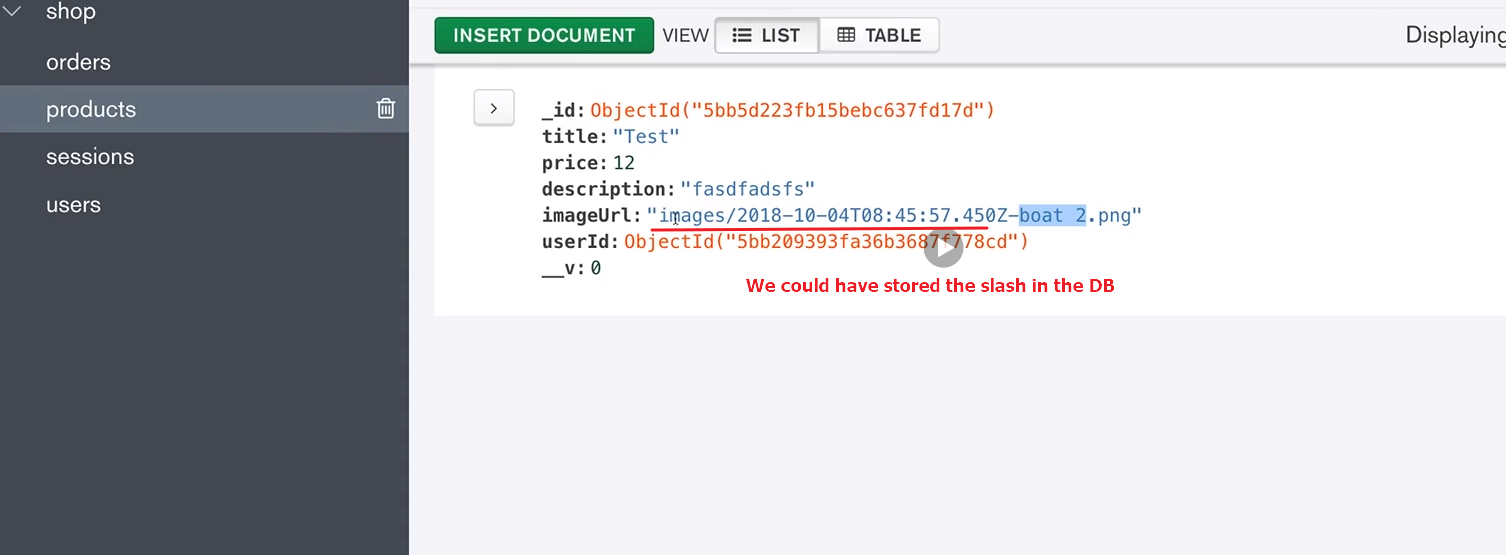 shop
orders
products
sessions
users
INSERT DOCUMENT VIEW LIST TABLE Displaying
_id: ObjectId("5bb5d223fb15bebc637fd17d")
title: "Test"
price: 12
description: "fasdfadsfs"
imageUrl: "images/2018-10-04T08:45:57.450Z-boat 2.png"
userId: ObjectId("5bb209393fa36b3687f778cd")
__v: 0
We could have stored the slash in the DB